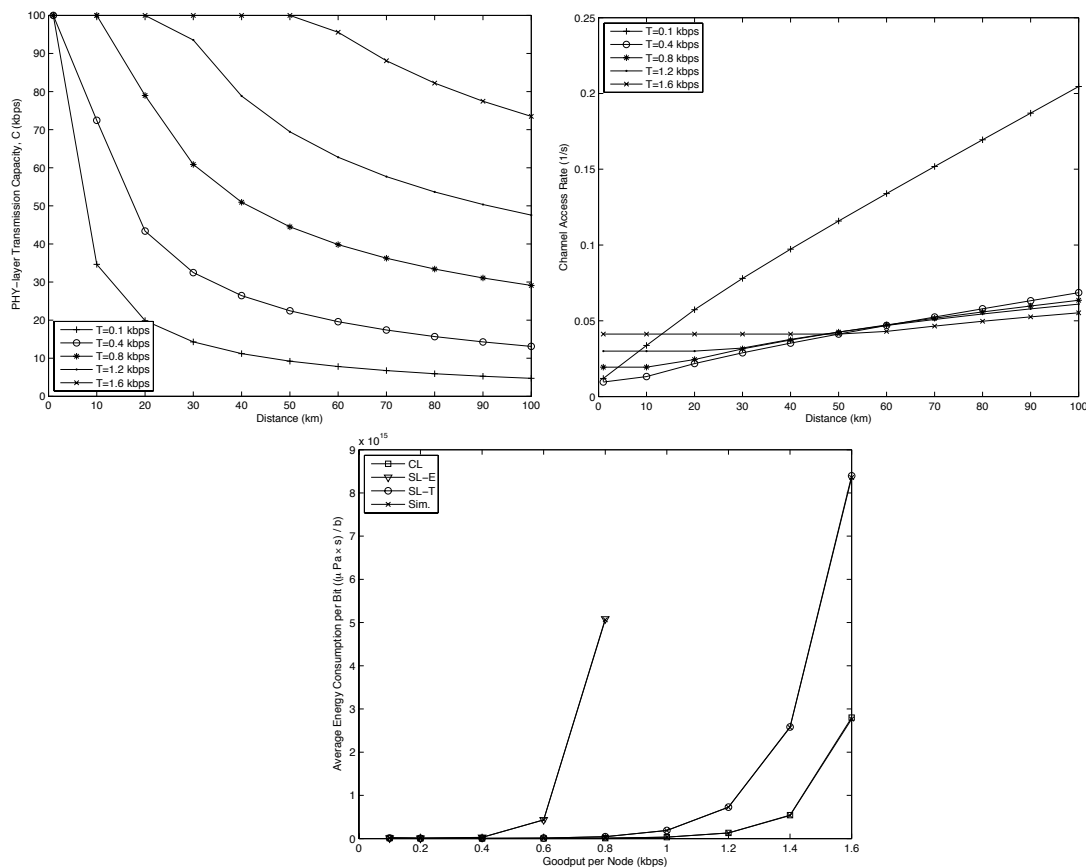 PHY-layer Transmission Capacity, C (kbps)
100
90
80
70
60
50
40
30
20
10
0
T=0.1 kbps
T=0.4 kbps
T=0.8 kbps
T=1.2 kbps
T=1.6 kbps
0 10 20 30 40 50 60 70 80 90 100
Distance (km)
Channel Access Rate (1/s)
0.25
0.2
0.15
0.1
0.05
0
T=0.1 kbps
T=0.4 kbps
T=0.8 kbps
T=1.2 kbps
T=1.6 kbps
0 10 20 30 40 50 60 70 80 90 100
Distance (km)
x 10^15
Average Energy Consumption per Bit ((μ Pa × s) / b)
9
8
7
6
5
4
3
2
1
0
CL
SL-E
SL-T
Sim.
0 0.2 0.4 0.6 0.8 1 1.2 1.4 1.6
Goodput per Node (kbps)